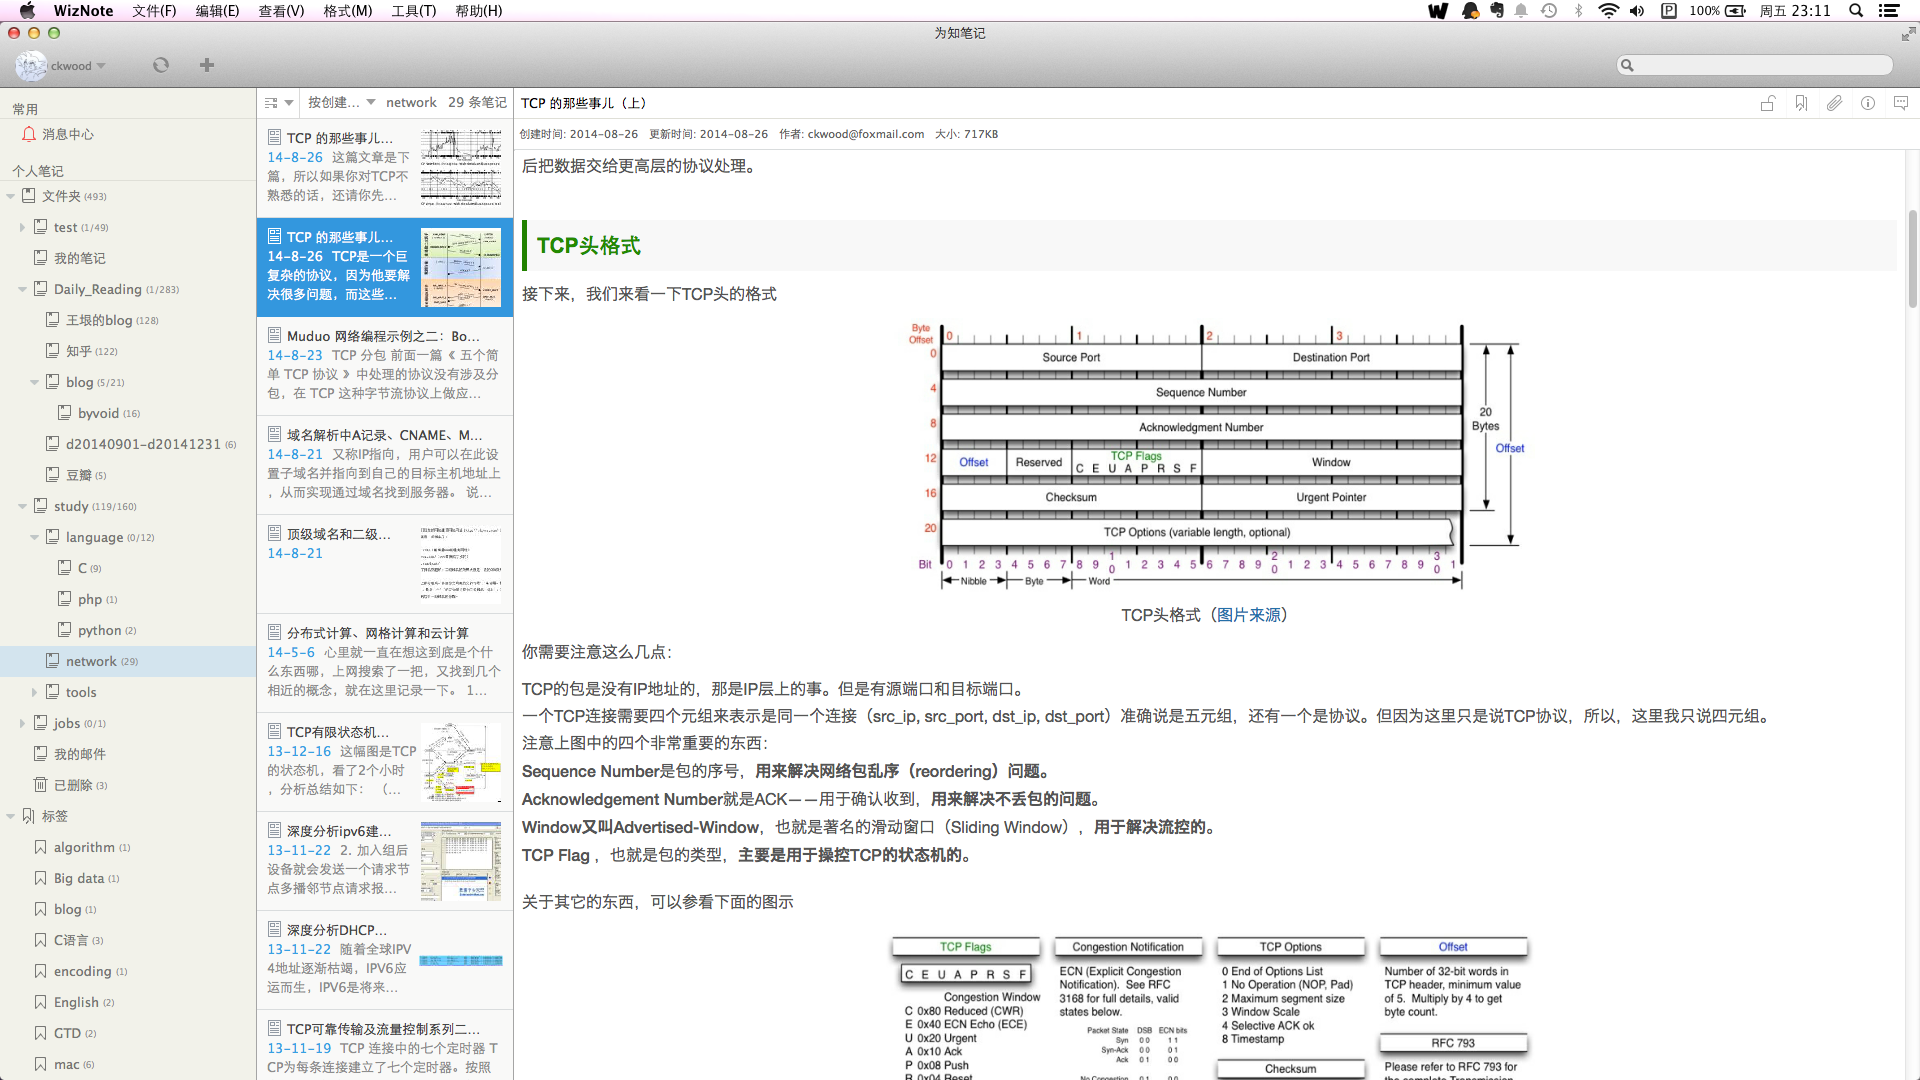 WizNote 文件(F) 编辑(E) 查看(V) 格式(M) 工具(T) 帮助(H) 100% 周五 23:11
为知笔记
ckwood
常用
消息中心
个人笔记
文件夹 (493)
test (1/49)
我的笔记
Daily_Reading (1/283)
王垠的blog (128)
知乎 (122)
blog (5/21)
byvoid (16)
d20140901-d20141231 (6)
豆瓣 (5)
study (119/160)
language (0/12)
C (9)
php (1)
python (2)
network (29)
tools
jobs (0/1)
我的邮件
已删除 (3)
标签
algorithm (1)
Big data (1)
blog (1)
C语言 (3)
encoding (1)
English (2)
GTD (2)
mac (6)
按创建... network 29 条笔记
TCP 的那些事儿...
14-8-26 这篇文章是下
篇，所以如果你对TCP不
熟悉的话，还请你先...
TCP 的那些事儿...
14-8-26 TCP是一个巨
复杂的协议，因为他要解
决很多问题，而这些...
Muduo 网络编程示例之二：Bo...
14-8-23 TCP 分包 前面一篇《 五个简
单 TCP 协议 》中处理的协议没有涉及分
包，在 TCP 这种字节流协议上做应...
域名解析中A记录、CNAME、M...
14-8-21 又称IP指向，用户可以在此设
置子域名并指向到自己的目标主机地址上
，从而实现通过域名找到服务器。 说...
顶级域名和二级...
14-8-21
分布式计算、网格计算和云计算
14-5-6 心里就一直在想这到底是个什
么东西哪，上网搜索了一把，又找到几个
相近的概念，就在这里记录一下。 1...
TCP有限状态机...
13-12-16 这幅图是TCP
的状态机，看了2个小时
，分析总结如下： （...
深度分析ipv6建...
13-11-22 2. 加入组后
设备就会发送一个请求节
点多播邻节点请求报...
深度分析DHCP...
13-11-22 随着全球IPV
4地址逐渐枯竭，IPV6应
运而生，IPV6是将来...
TCP可靠传输及流量控制系列二...
13-11-19 TCP 连接中的七个定时器 T
CP为每条连接建立了七个定时器。按照
TCP 的那些事儿（上）
创建时间: 2014-08-26 更新时间: 2014-08-26 作者: ckwood@foxmail.com 大小: 717KB
后把数据交给更高层的协议处理。
TCP头格式
接下来，我们来看一下TCP头的格式
Byte
Offset 0 1 2 3
0 Source Port Destination Port
4 Sequence Number
8 Acknowledgment Number
20
Bytes
Offset
12 Offset Reserved TCP Flags Window
C E U A P R S F
16 Checksum Urgent Pointer
20 TCP Options (variable length, optional)
Bit 0 1 2 3 4 5 6 7 8 9 10 1 2 3 4 5 6 7 8 9 20 1 2 3 4 5 6 7 8 9 30 1
Nibble Byte Word
TCP头格式（图片来源）
你需要注意这么几点：
TCP的包是没有IP地址的，那是IP层上的事。但是有源端口和目标端口。
一个TCP连接需要四个元组来表示是同一个连接（src_ip, src_port, dst_ip, dst_port）准确说是五元组，还有一个是协议。但因为这里只是说TCP协议，所以，这里我只说四元组。
注意上图中的四个非常重要的东西：
Sequence Number是包的序号，用来解决网络包乱序（reordering）问题。
Acknowledgement Number就是ACK——用于确认收到，用来解决不丢包的问题。
Window又叫Advertised-Window，也就是著名的滑动窗口（Sliding Window），用于解决流控的。
TCP Flag ，也就是包的类型，主要是用于操控TCP的状态机的。
关于其它的东西，可以参看下面的图示
TCP Flags
C E U A P R S F
Congestion Window
C 0x80 Reduced (CWR)
E 0x40 ECN Echo (ECE)
U 0x20 Urgent
A 0x10 Ack
P 0x08 Push
R 0x04 Reset
Congestion Notification
ECN (Explicit Congestion
Notification). See RFC
3168 for full details, valid
states below.
Packet State DSB ECN bits
Syn 0 0 1 1
Syn-Ack 0 0 0 1
Ack 0 1 0 0
No Congestion 0 1 0 0
TCP Options
0 End of Options List
1 No Operation (NOP, Pad)
2 Maximum segment size
3 Window Scale
4 Selective ACK ok
8 Timestamp
Checksum
Offset
Number of 32-bit words in
TCP header, minimum value
of 5. Multiply by 4 to get
byte count.
RFC 793
Please refer to RFC 793 for
the complete Transmission